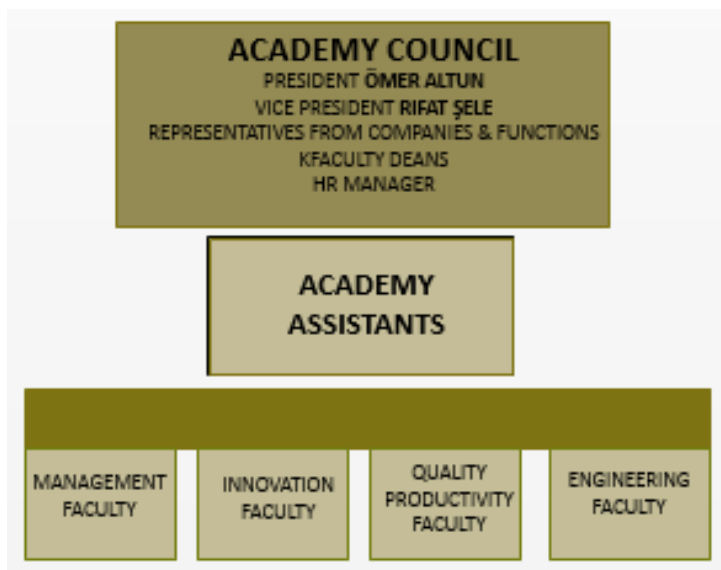 ACADEMY COUNCIL
PRESIDENT ÖMER ALTUN
VICE PRESIDENT RIFAT ŞELE
REPRESENTATIVES FROM COMPANIES & FUNCTIONS
KFACULTY DEANS
HR MANAGER
ACADEMY
ASSISTANTS
MANAGEMENT
FACULTY
INNOVATION
FACULTY
QUALITY
PRODUCTIVITY
FACULTY
ENGINEERING
FACULTY